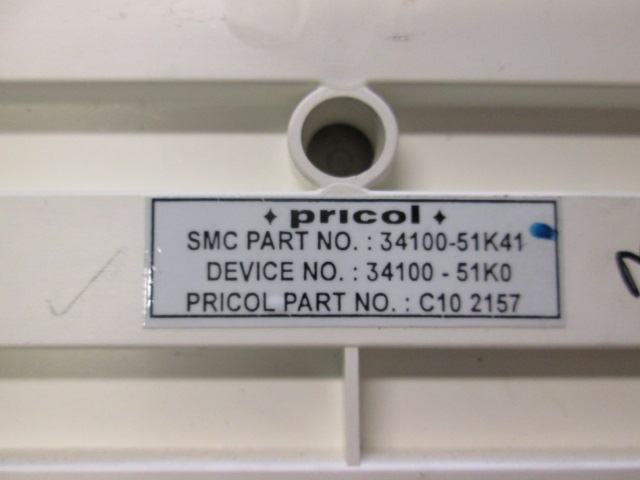 pricol
SMC PART NO. : 34100-51K41
DEVICE NO. : 34100 - 51K0
PRICOL PART NO. : C10 2157